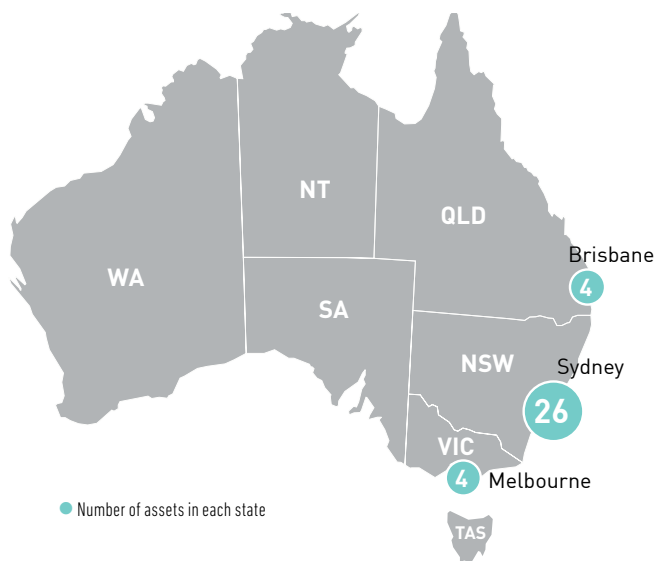 NT
QLD
Brisbane
WA
4
SA
NSW
Sydney
26
VIC
4
Melbourne
Number of assets in each state
TAS